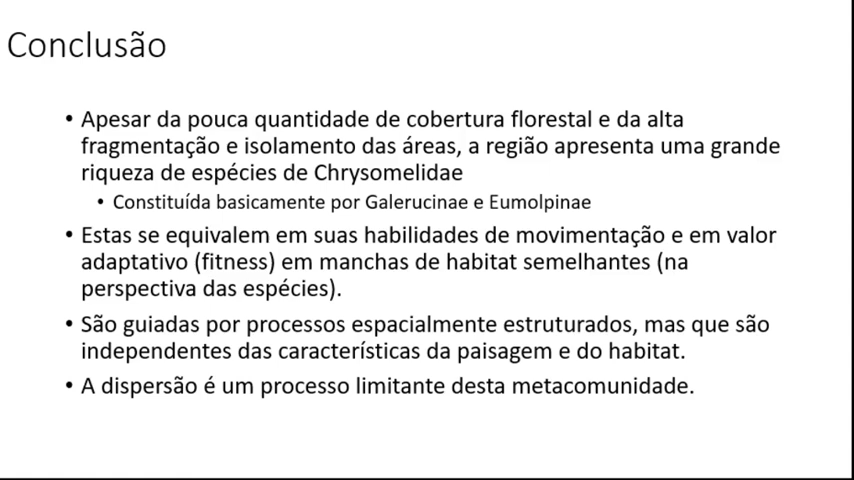 Conclusão
• Apesar da pouca quantidade de cobertura florestal e da alta
fragmentação e isolamento das áreas, a região apresenta uma grande
riqueza de espécies de Chrysomelidae
• Constituída basicamente por Galerucinae e Eumolpinae
• Estas se equivalem em suas habilidades de movimentação e em valor
adaptativo (fitness) em manchas de habitat semelhantes (na
perspectiva das espécies).
• São guiadas por processos espacialmente estruturados, mas que são
independentes das características da paisagem e do habitat.
• A dispersão é um processo limitante desta metacomunidade.